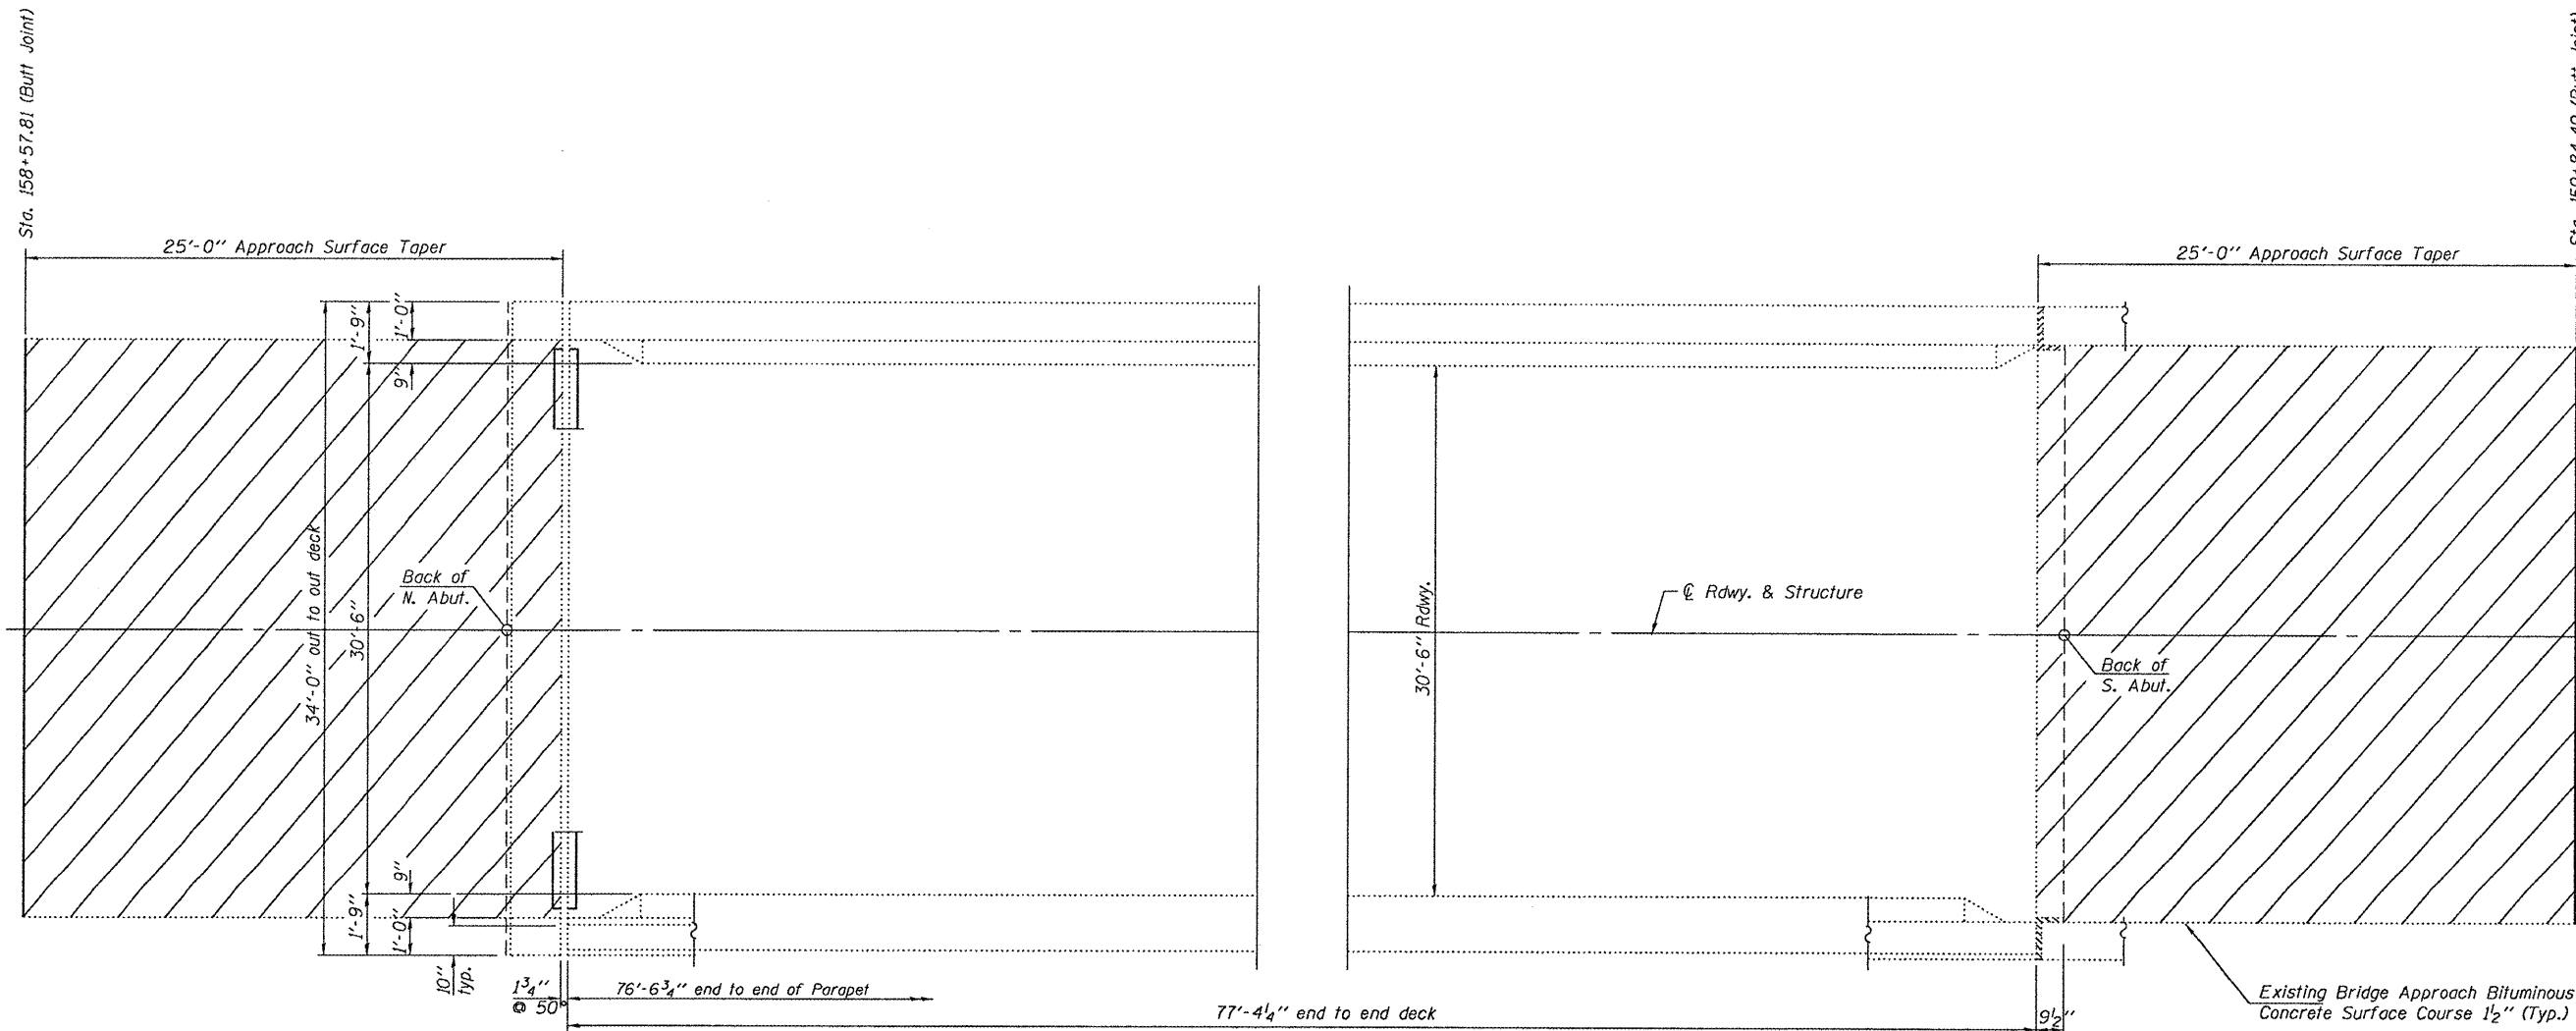 Sta. 158+57.81 (Butt Joint)
25'-0" Approach Surface Taper
25'-0" Approach Surface Taper
1'-9"
1'-0"
9"
34'-0" out to out deck
30'-6"
Back of
N. Abut.
30'-6" Rdwy.
℄ Rdwy. & Structure
Back of
S. Abut.
9"
1'-9"
1'-0"
10"
typ.
1¾"
@ 50°
76'-6¾" end to end of Parapet
77'-4¼" end to end deck
9½"
Existing Bridge Approach Bituminous
Concrete Surface Course 1½" (Typ.)